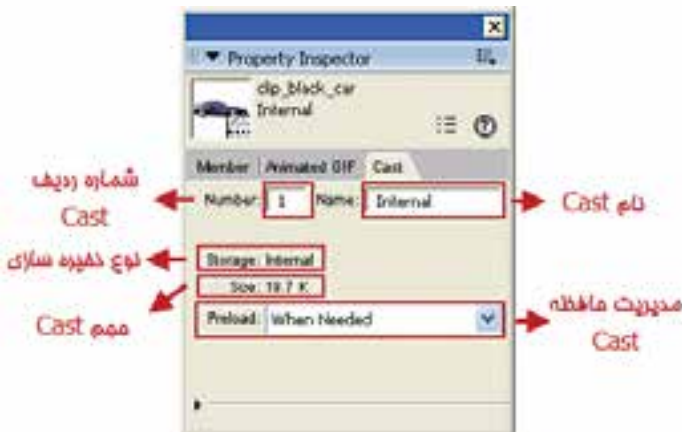 Property Inspector
clip_black_car
Internal
Member Animated GIF Cast
Number: 1 Name: Internal
Storage: Internal
Size: 19.7 K
Preload: When Needed
شماره ردیف
Cast
نوع ذخیره سازی
حجم Cast
نام Cast
مدیریت حافظه
Cast